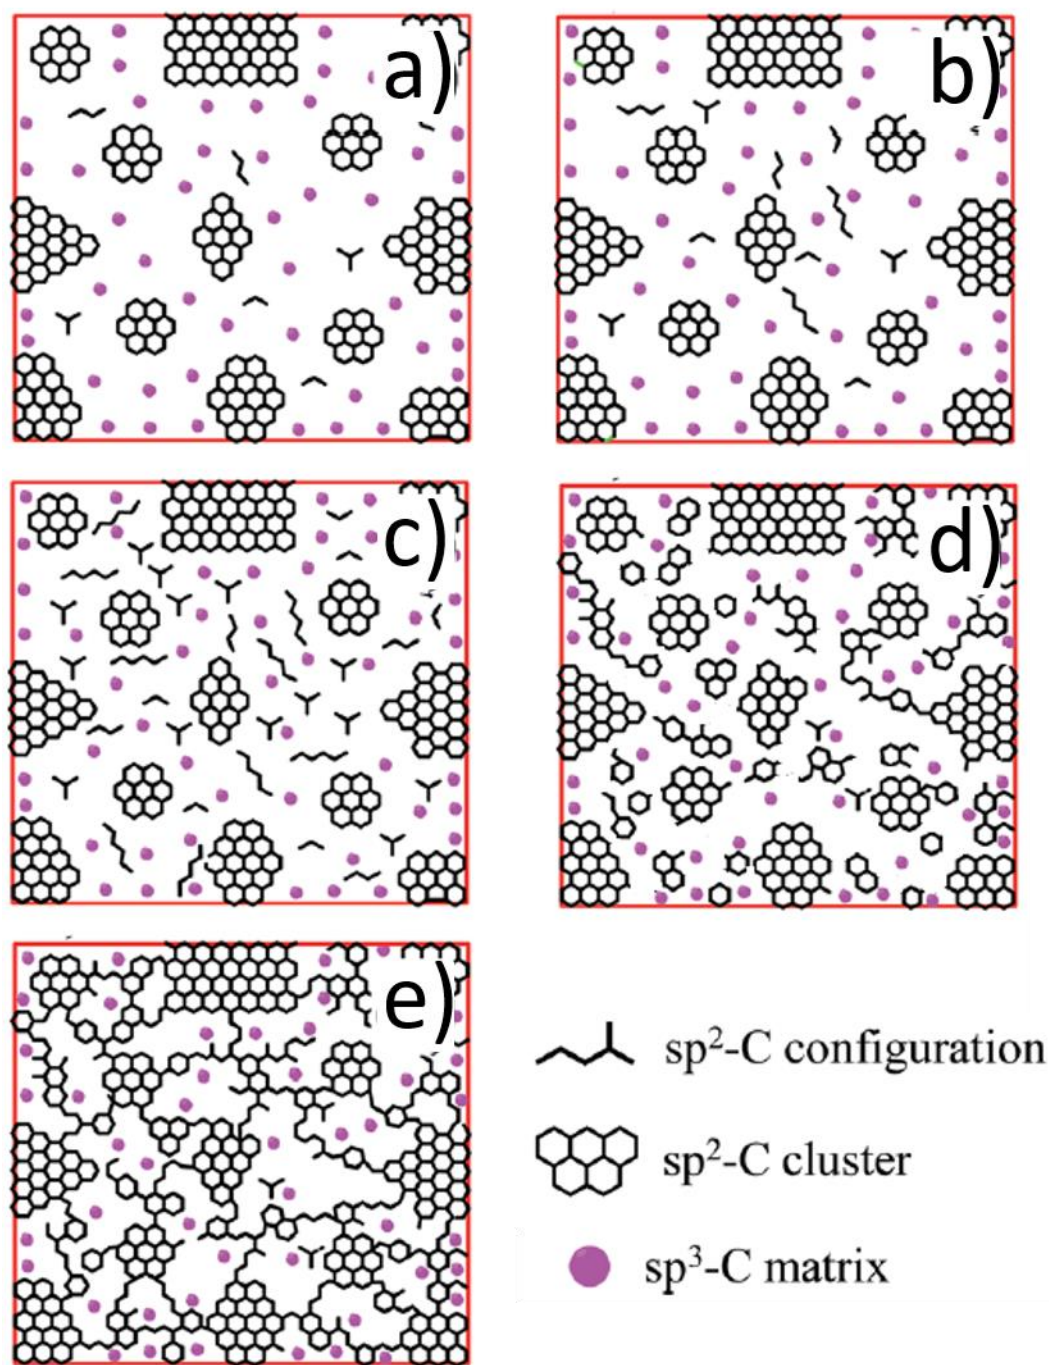 a)
b)
c)
d)
e)
sp²-C configuration
sp²-C cluster
sp³-C matrix